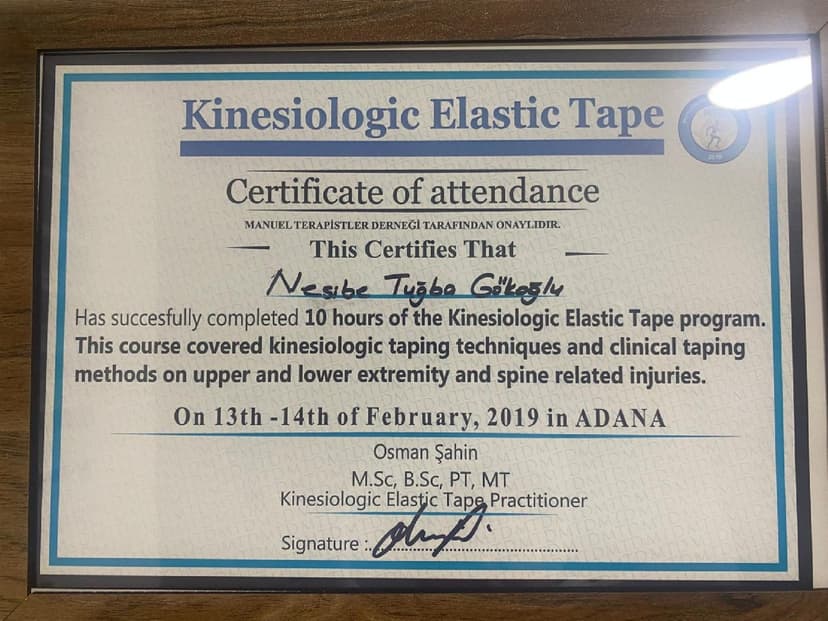 Kinesiologic Elastic Tape
2019
Certificate of attendance
MANUEL TERAPİSTLER DERNEĞİ TARAFINDAN ONAYLIDIR.
This Certifies That
Nesibe Tuğba Gökoğlu
Has succesfully completed 10 hours of the Kinesiologic Elastic Tape program.
This course covered kinesiologic taping techniques and clinical taping
methods on upper and lower extremity and spine related injuries.
On 13th -14th of February, 2019 in ADANA
Osman Şahin
M.Sc, B.Sc, PT, MT
Kinesiologic Elastic Tape Practitioner
Signature :